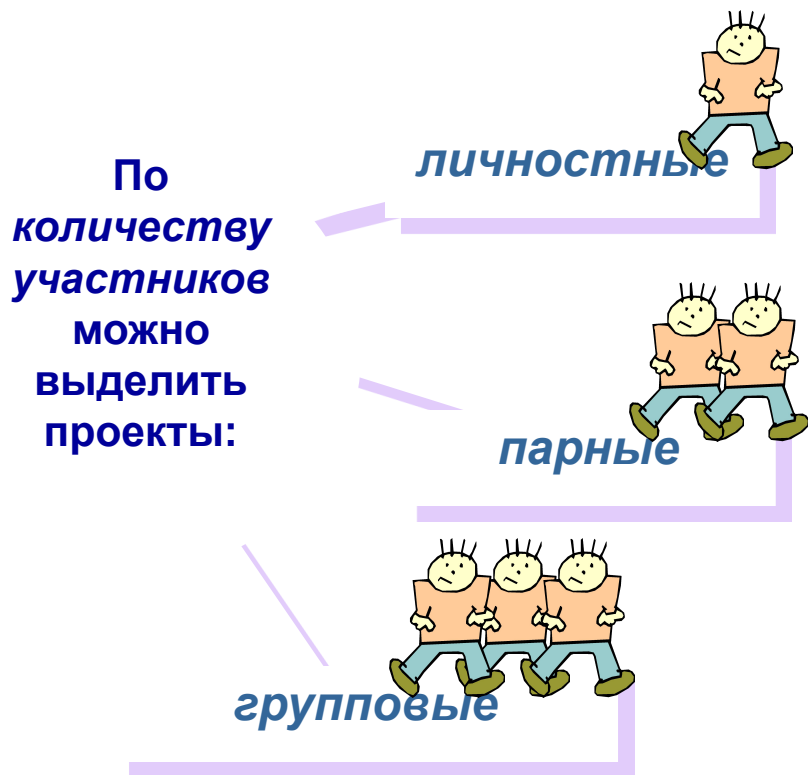 По
количеству
участников
можно
выделить
проекты:
личностные
парные
групповые